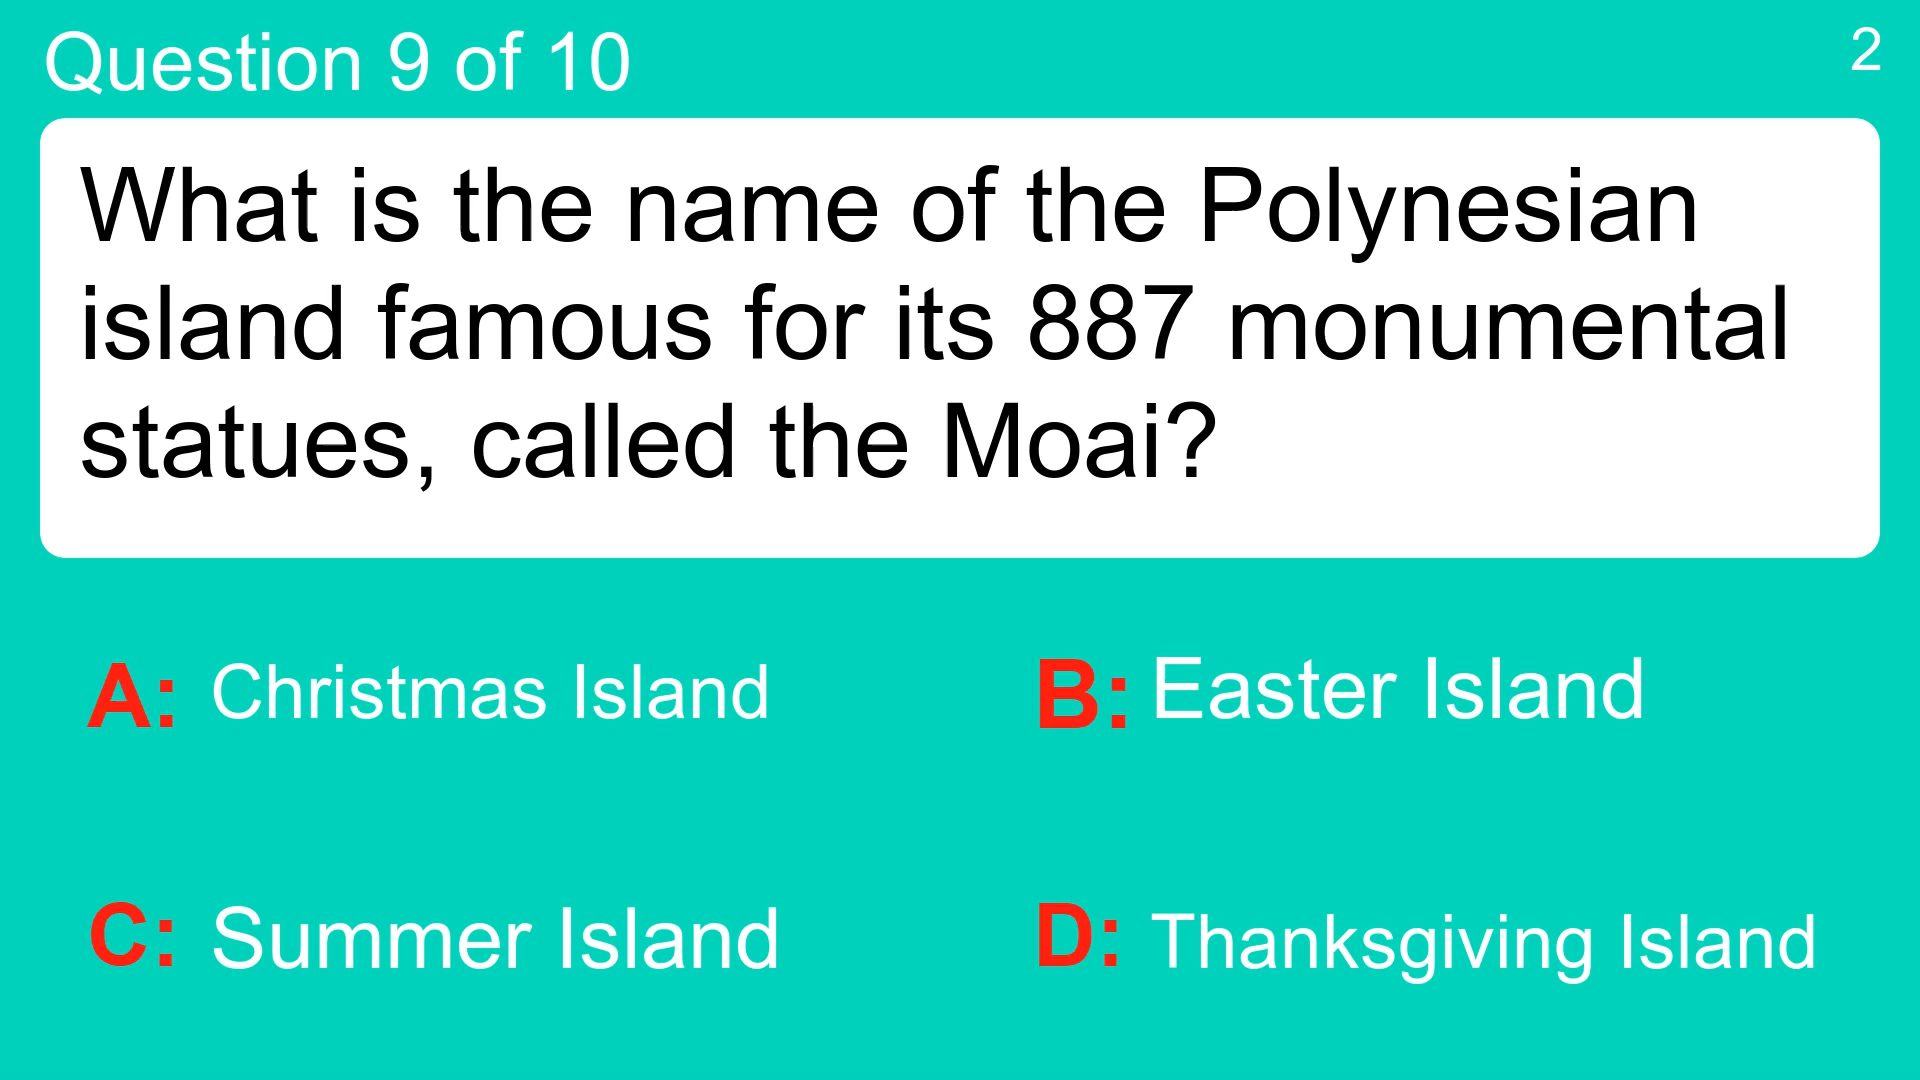 Question 9 of 10
2
What is the name of the Polynesian
island famous for its 887 monumental
statues, called the Moai?
A: Christmas Island
B: Easter Island
C: Summer Island
D: Thanksgiving Island